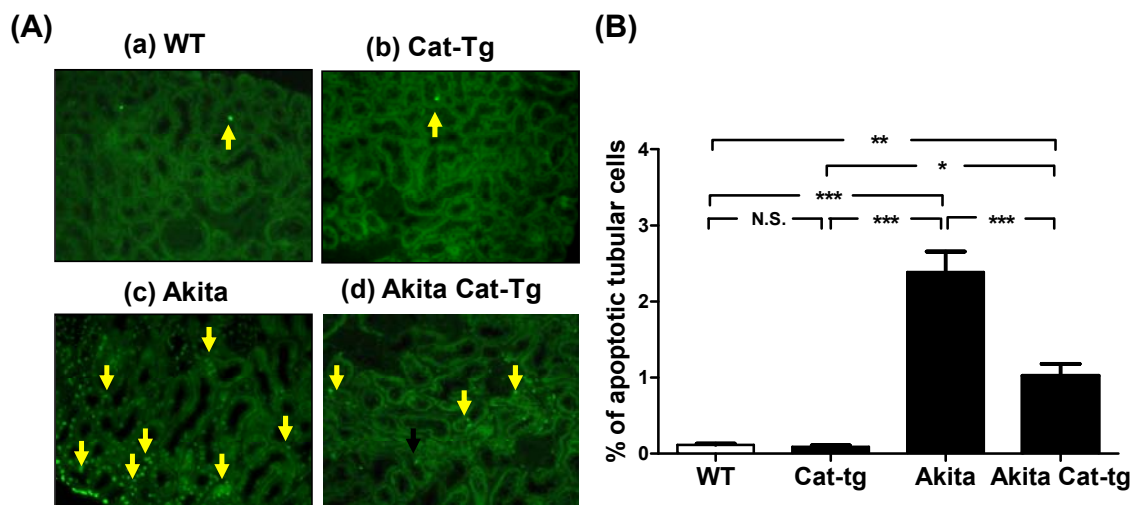 (A)
(a) WT
(b) Cat-Tg
(c) Akita
(d) Akita Cat-Tg
(B)
% of apoptotic tubular cells
4
3
2
1
0
**
*
***
N.S.
***
***
WT
Cat-tg
Akita
Akita Cat-tg